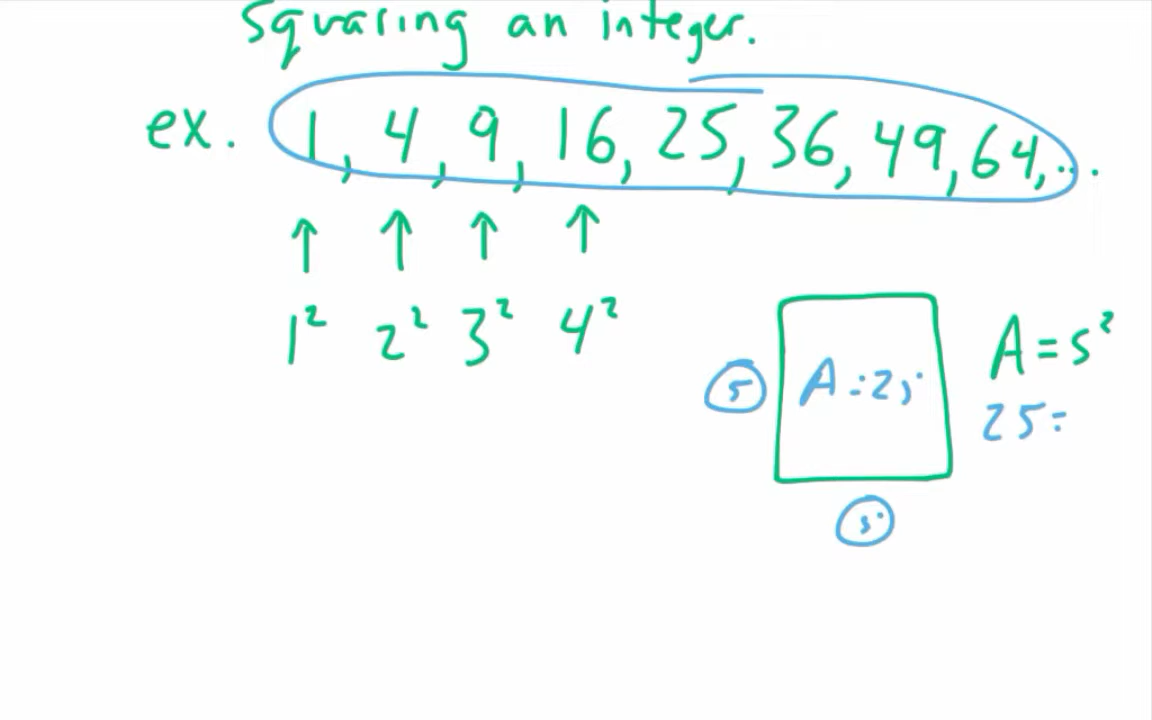 squaring an integer.
ex. 1, 4, 9, 16, 25, 36, 49, 64, ...
↑ ↑ ↑ ↑
1² 2² 3² 4²
A = s²
5 A = 25
25 =
5